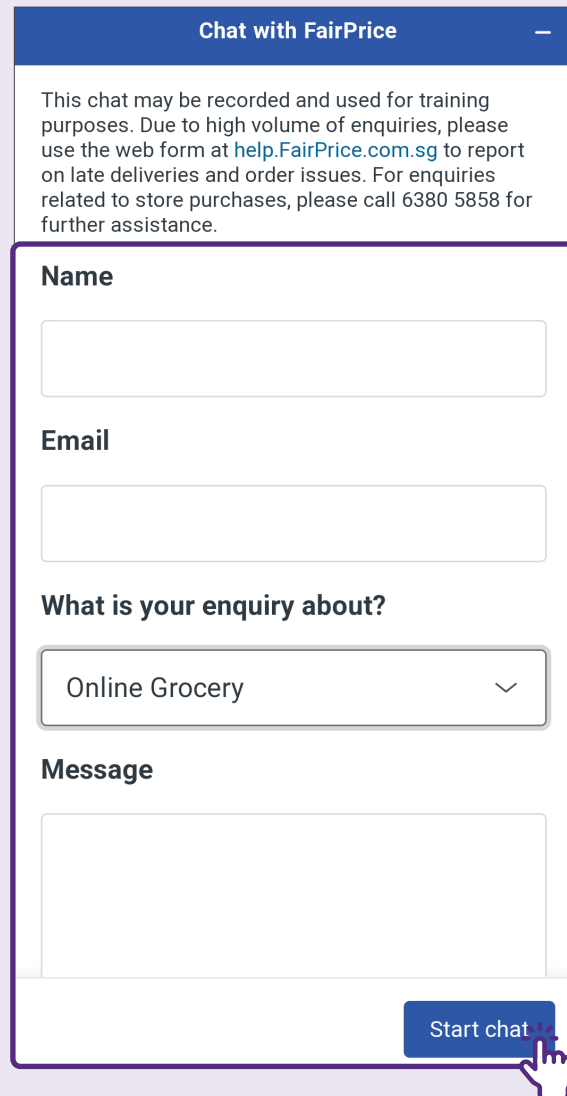 Chat with FairPrice
This chat may be recorded and used for training
purposes. Due to high volume of enquiries, please
use the web form at help.FairPrice.com.sg to report
on late deliveries and order issues. For enquiries
related to store purchases, please call 6380 5858 for
further assistance.
Name
Email
What is your enquiry about?
Online Grocery
Message
Start chat